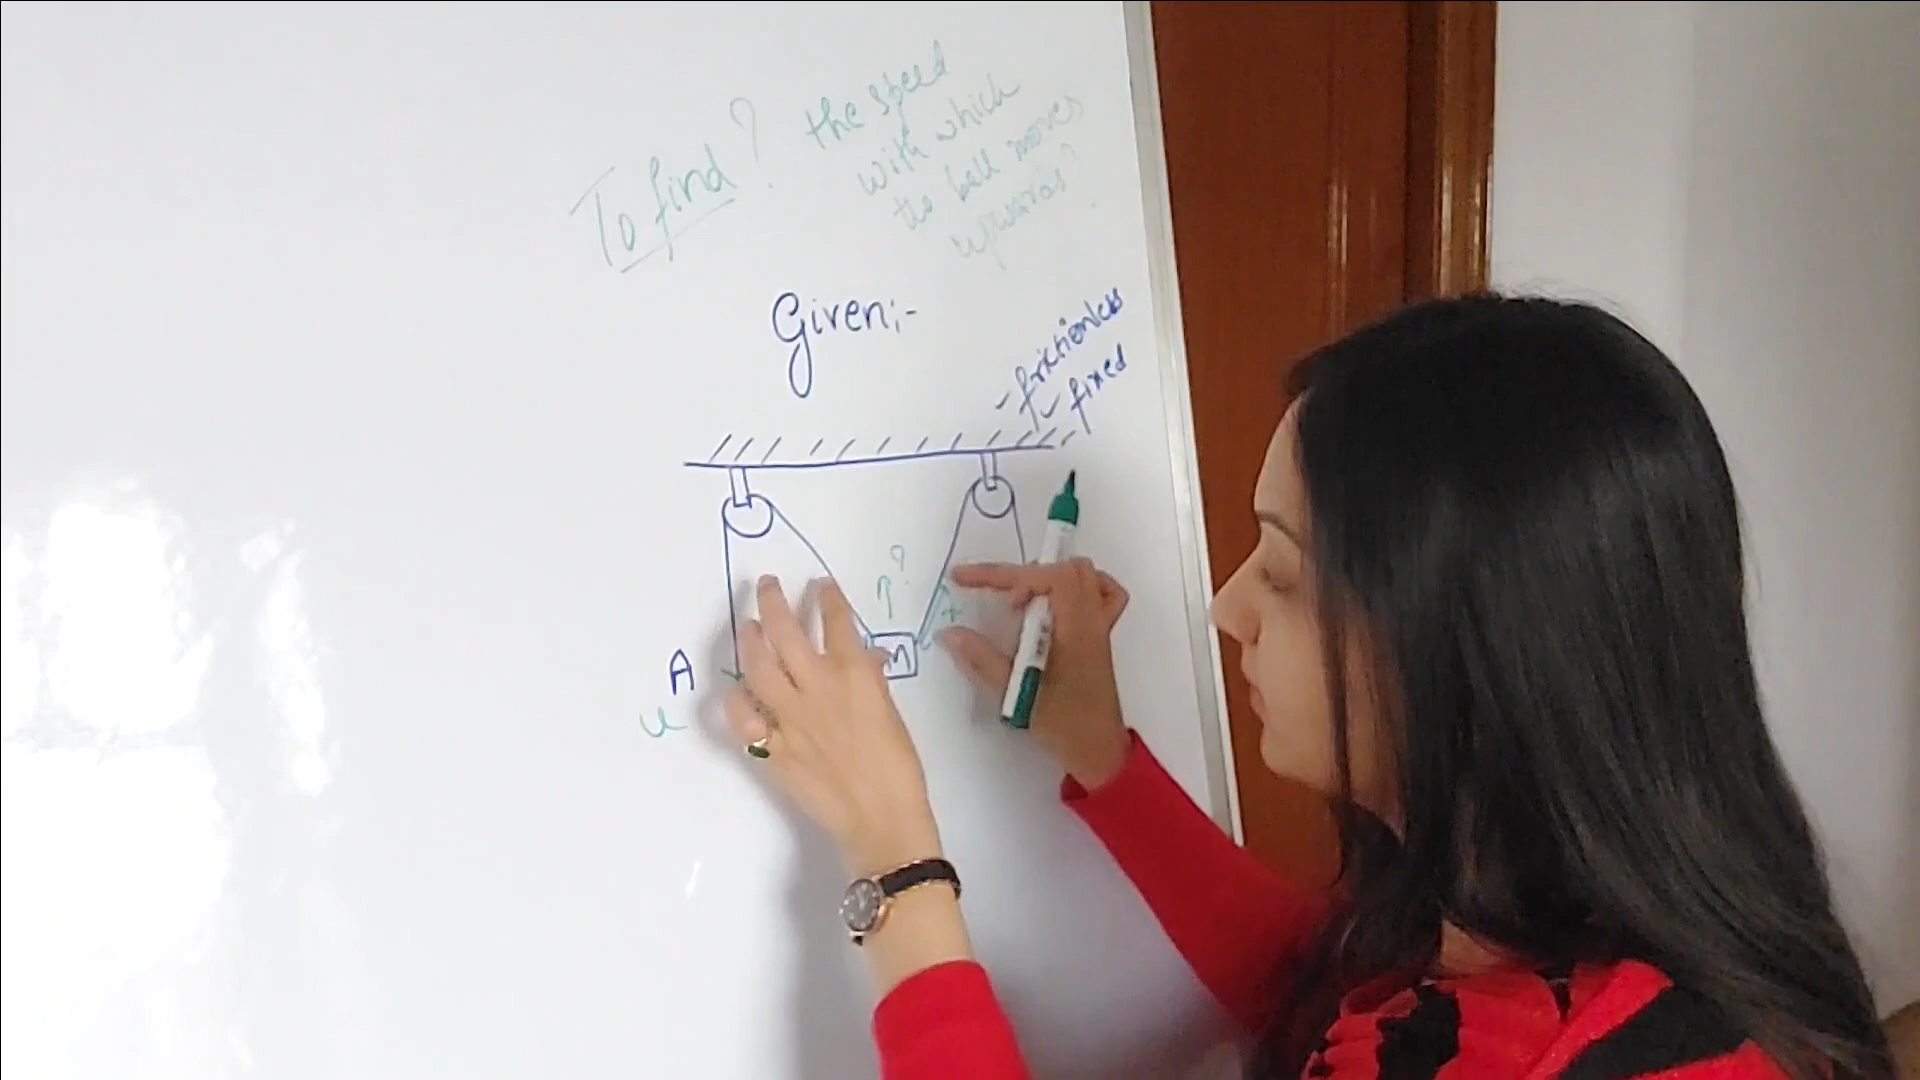 To find? the speed
with which
the ball moves
upwards?
Given:-
- frictionless
- fixed
?
M
A
u